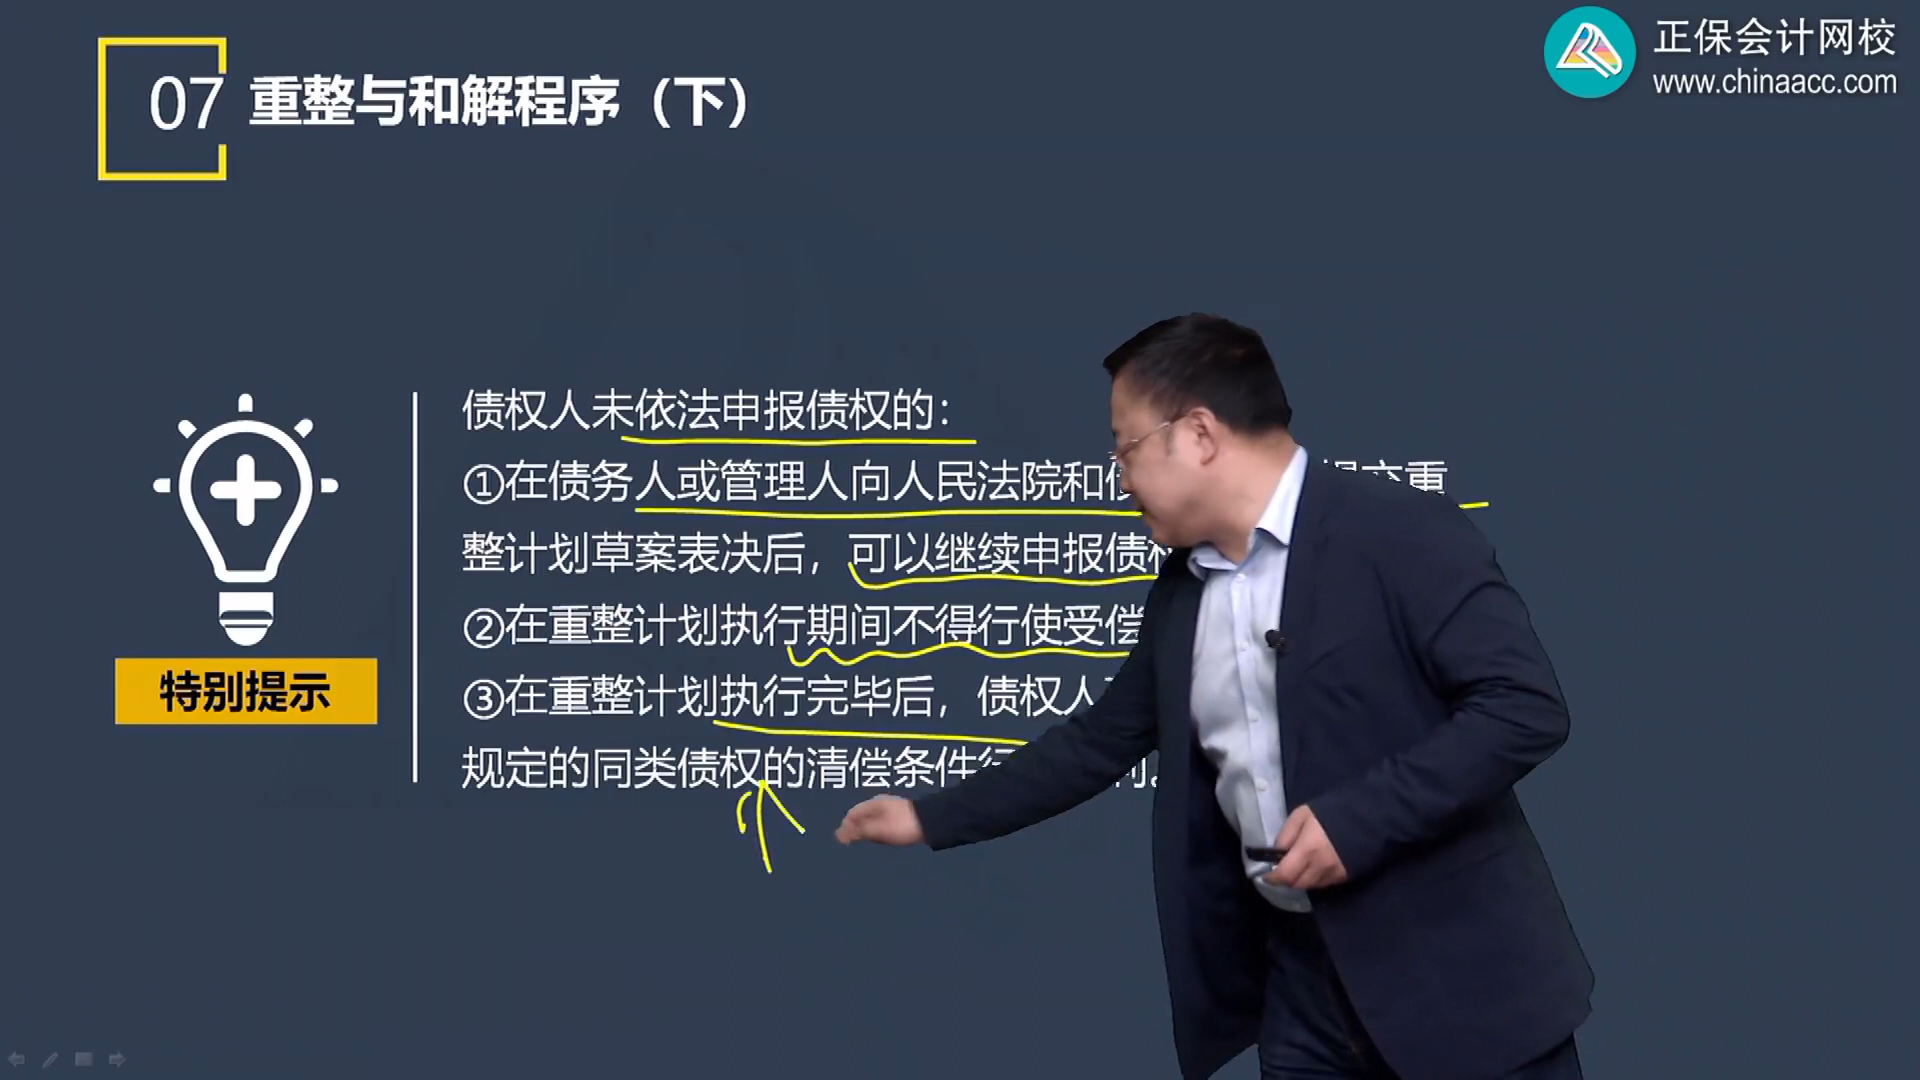 正保会计网校
www.chinaacc.com
07 重整与和解程序（下）
债权人未依法申报债权的：
①在债务人或管理人向人民法院和 提交重
整计划草案表决后，可以继续申报债
②在重整计划执行期间不得行使受偿
③在重整计划执行完毕后，债权人
规定的同类债权的清偿条件
特别提示